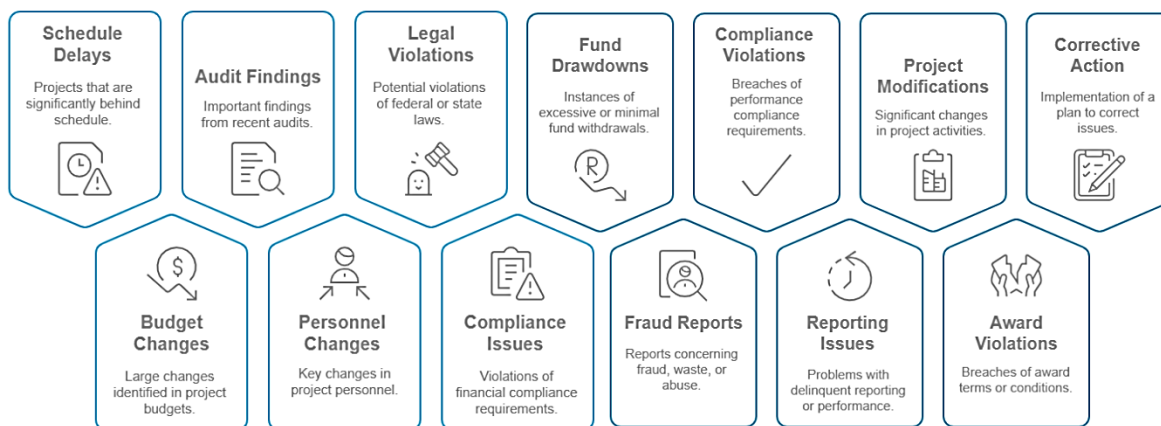 Schedule
Delays
Projects that are
significantly behind
schedule.
Audit Findings
Important findings
from recent audits.
Legal
Violations
Potential violations
of federal or state
laws.
Fund
Drawdowns
Instances of
excessive or minimal
fund withdrawals.
R
Compliance
Violations
Breaches of
performance
compliance
requirements.
Project
Modifications
Significant changes
in project activities.
Corrective
Action
Implementation of a
plan to correct
issues.
$
Budget
Changes
Large changes
identified in project
budgets.
Personnel
Changes
Key changes in
project personnel.
Compliance
Issues
Violations of
financial compliance
requirements.
Fraud Reports
Reports concerning
fraud, waste, or
abuse.
Reporting
Issues
Problems with
delinquent reporting
or performance.
Award
Violations
Breaches of award
terms or conditions.